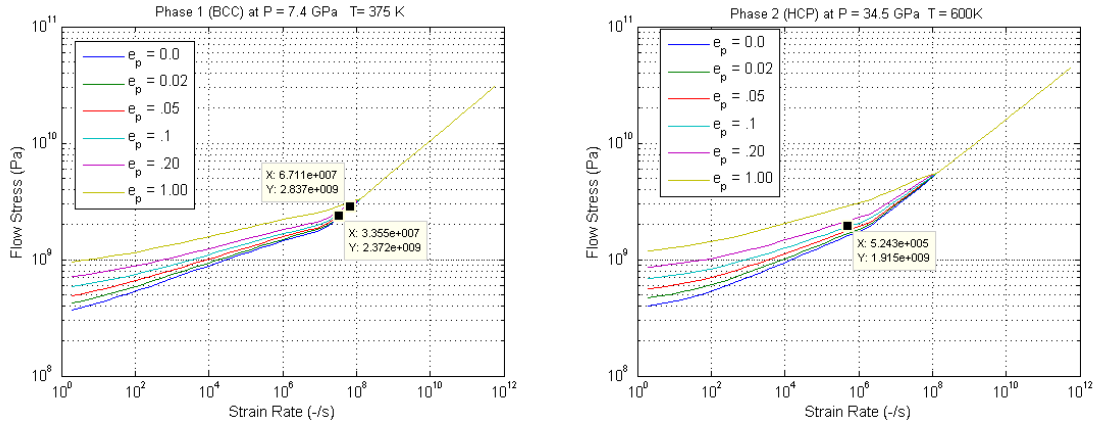 Phase 1 (BCC) at P = 7.4 GPa T= 375 K
10^11
10^10
10^9
10^8
Flow Stress (Pa)
e_p = 0.0
e_p = 0.02
e_p = .05
e_p = .1
e_p = .20
e_p = 1.00
X: 6.711e+007
Y: 2.837e+009
X: 3.355e+007
Y: 2.372e+009
10^0 10^2 10^4 10^6 10^8 10^10 10^12
Strain Rate (-/s)
Phase 2 (HCP) at P = 34.5 GPa T = 600K
10^11
10^10
10^9
10^8
Flow Stress (Pa)
e_p = 0.0
e_p = 0.02
e_p = .05
e_p = .1
e_p = .20
e_p = 1.00
X: 5.243e+005
Y: 1.915e+009
10^0 10^2 10^4 10^6 10^8 10^10 10^12
Strain Rate (-/s)